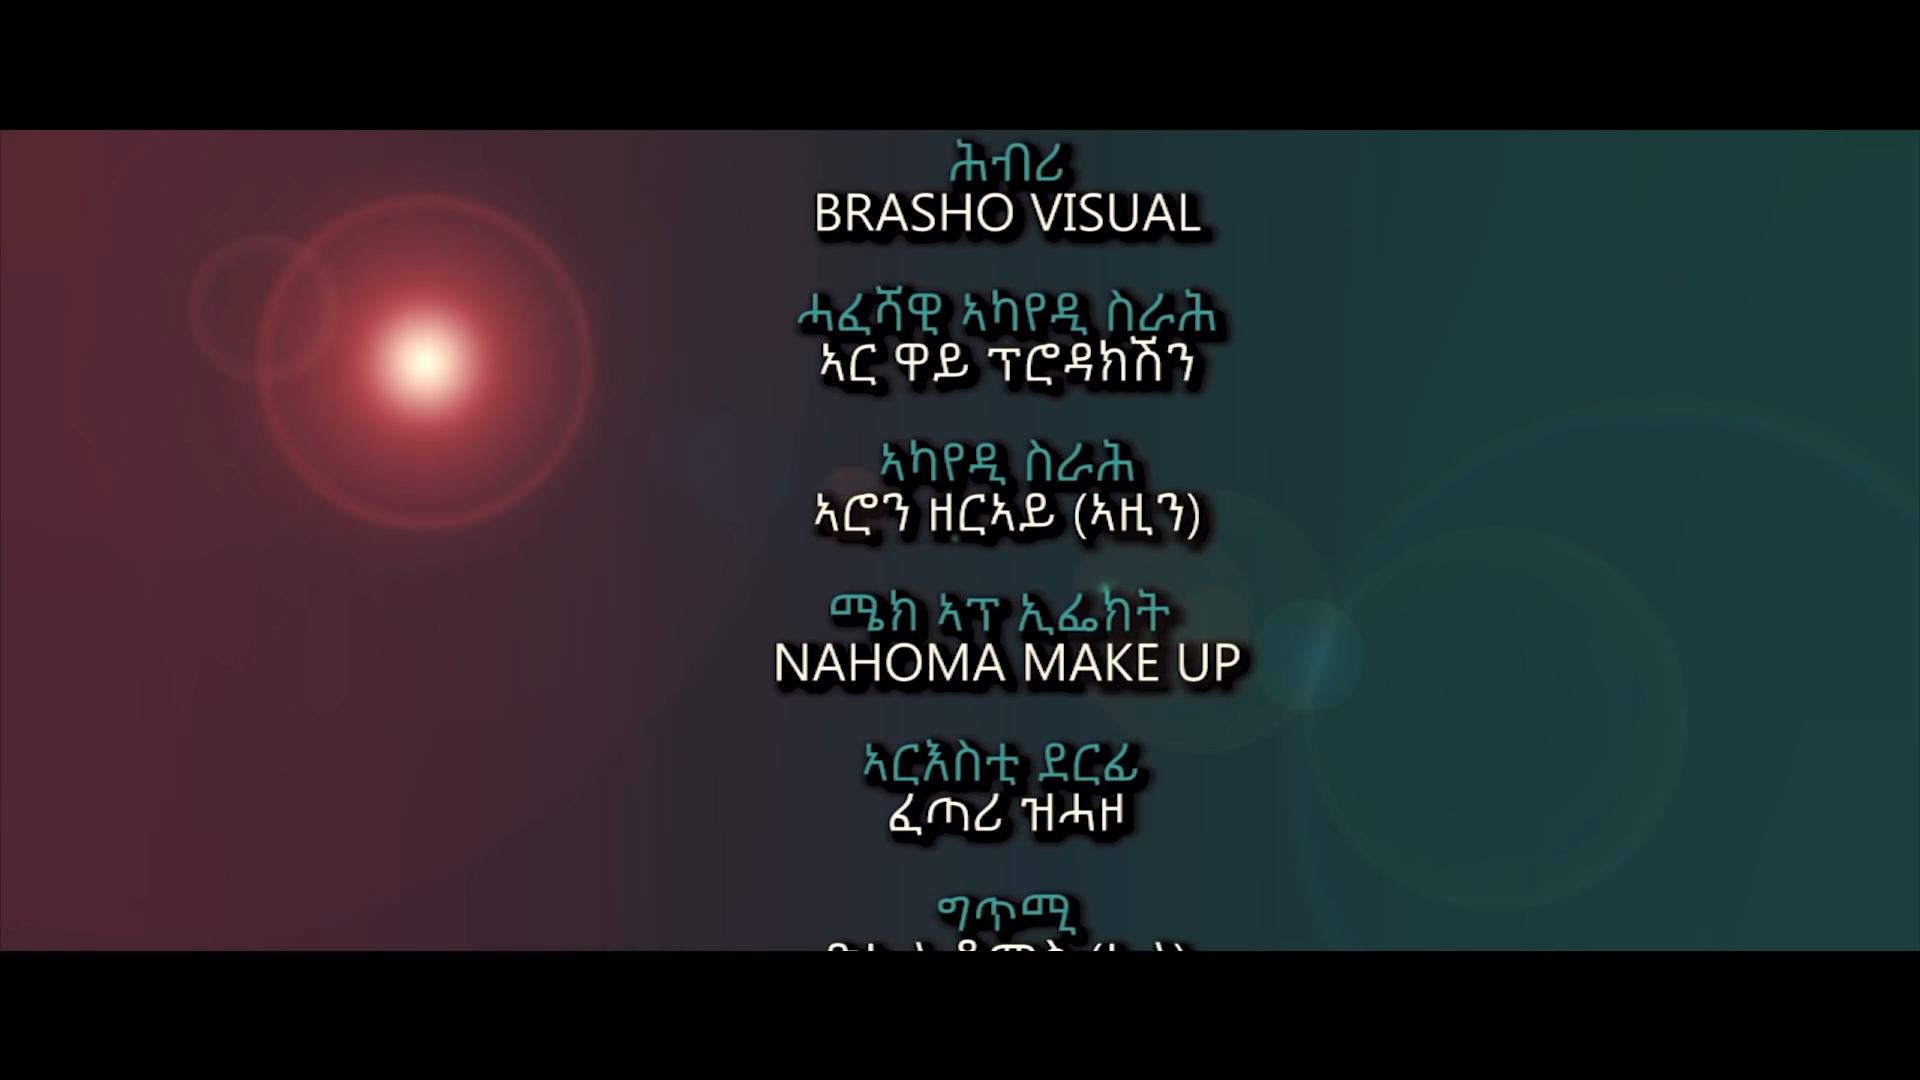 ሕብሪ
BRASHO VISUAL
ሓፈሻዊ ኣካየዲ ስራሕ
ኣር ዋይ ፕሮዳክሽን
ኣካየዲ ስራሕ
ኣሮን ዘርኣይ (ኣዚን)
ሜክ ኣፕ ኢፌክት
NAHOMA MAKE UP
ኣርእስቲ ደርፊ
ፈጣሪ ዝሓዞ
ግጥሚ